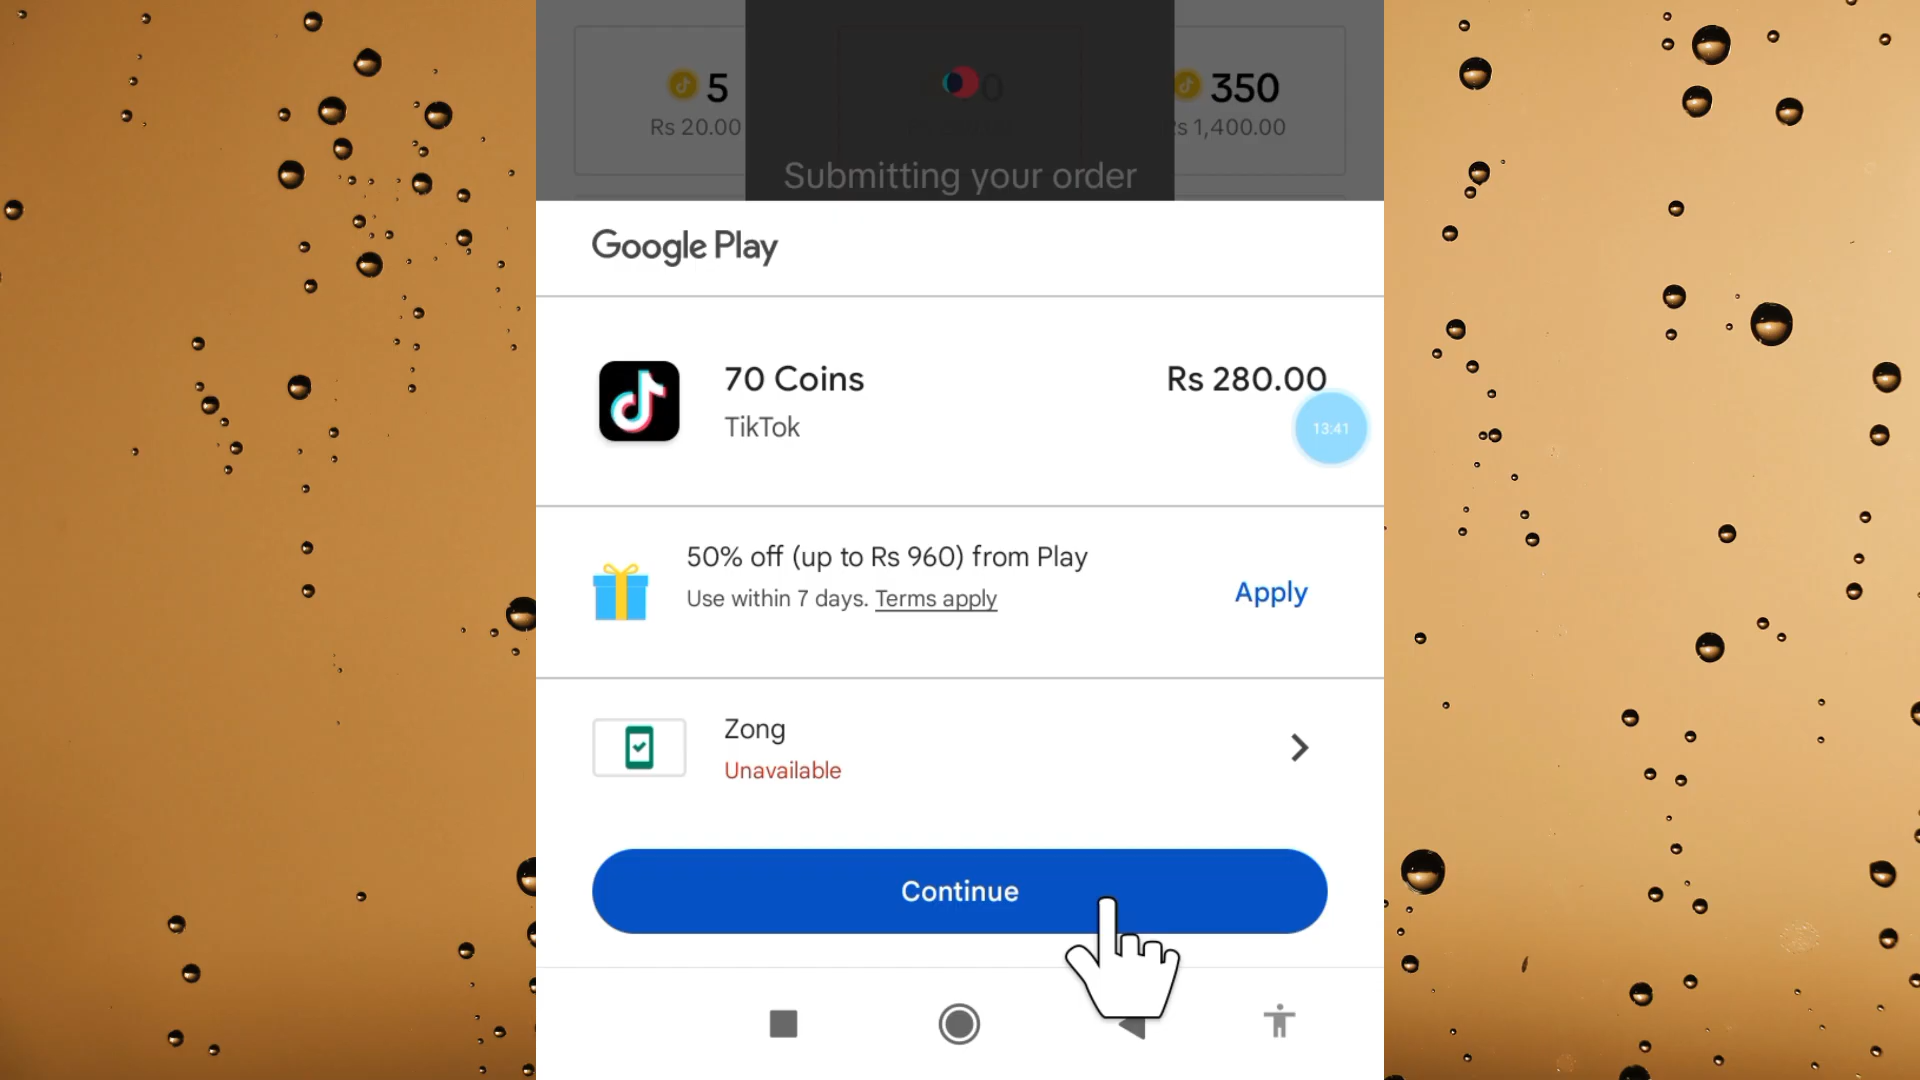 5
Rs 20.00
0
350
Rs 1,400.00
Submitting your order
Google Play
70 Coins
Rs 280.00
TikTok
13:41
50% off (up to Rs 960) from Play
Use within 7 days. Terms apply
Apply
Zong
Unavailable
Continue